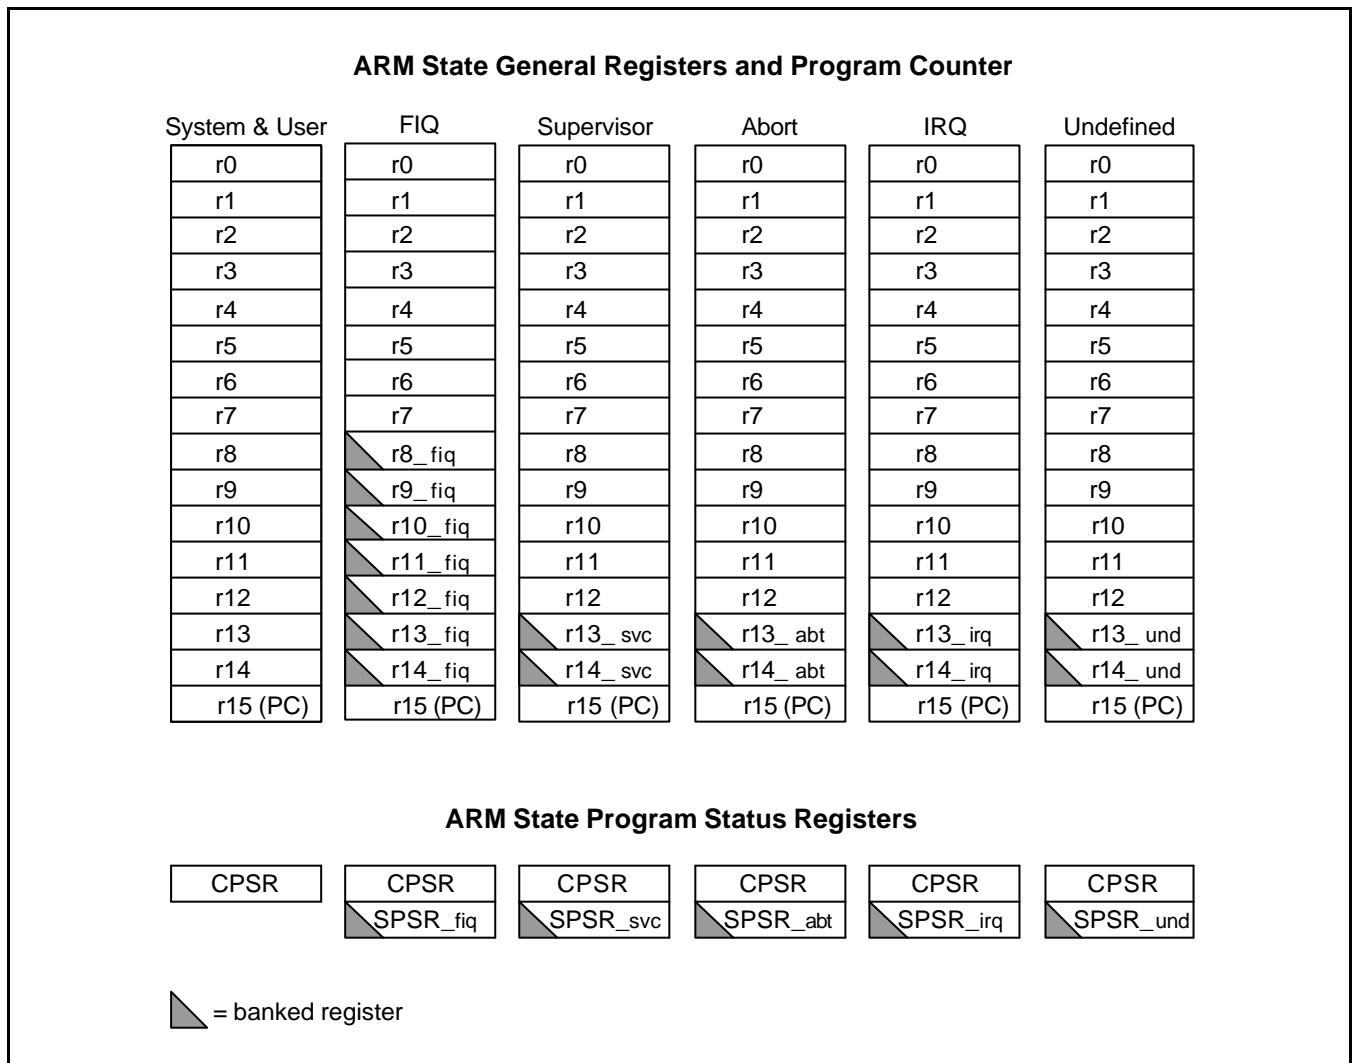 ARM State General Registers and Program Counter
System & User FIQ Supervisor Abort IRQ Undefined
r0 r0 r0 r0 r0 r0
r1 r1 r1 r1 r1 r1
r2 r2 r2 r2 r2 r2
r3 r3 r3 r3 r3 r3
r4 r4 r4 r4 r4 r4
r5 r5 r5 r5 r5 r5
r6 r6 r6 r6 r6 r6
r7 r7 r7 r7 r7 r7
r8 r8_fiq r8 r8 r8 r8
r9 r9_fiq r9 r9 r9 r9
r10 r10_fiq r10 r10 r10 r10
r11 r11_fiq r11 r11 r11 r11
r12 r12_fiq r12 r12 r12 r12
r13 r13_fiq r13_svc r13_abt r13_irq r13_und
r14 r14_fiq r14_svc r14_abt r14_irq r14_und
r15 (PC) r15 (PC) r15 (PC) r15 (PC) r15 (PC) r15 (PC)
ARM State Program Status Registers
CPSR CPSR CPSR CPSR CPSR CPSR
SPSR_fiq SPSR_svc SPSR_abt SPSR_irq SPSR_und
= banked register